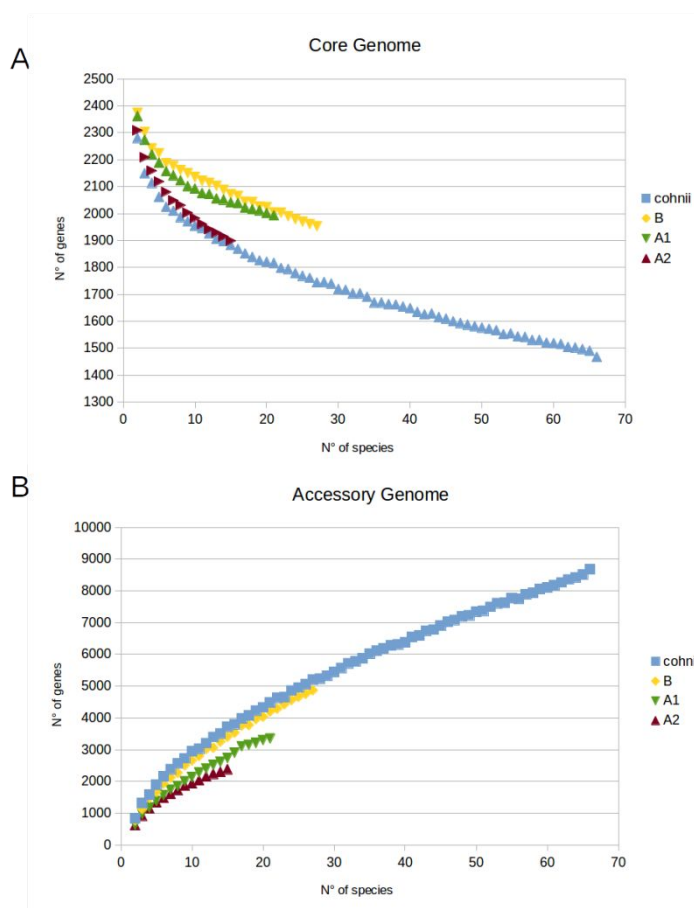 A
Core Genome
2500
2400
2300
2200
2100
2000
1900
1800
1700
1600
1500
1400
1300
N° of genes
0 10 20 30 40 50 60 70
N° of species
cohnii
B
A1
A2
B
Accessory Genome
10000
9000
8000
7000
6000
5000
4000
3000
2000
1000
0
N° of genes
0 10 20 30 40 50 60 70
N° of species
cohni
B
A1
A2